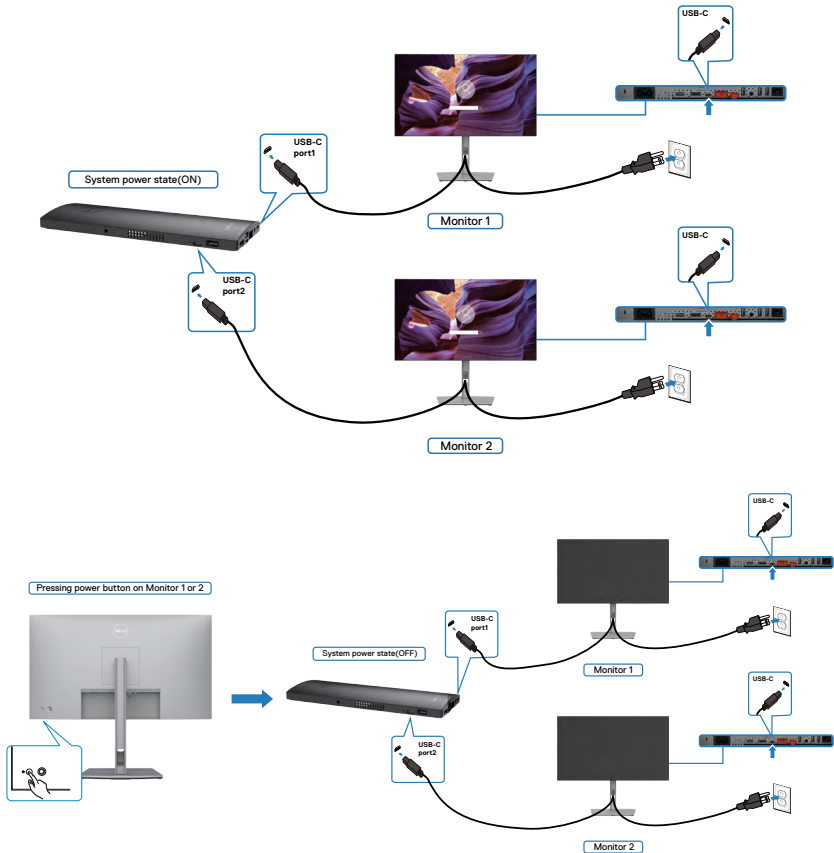 USB-C
USB-C
port1
System power state(ON)
Monitor 1
USB-C
USB-C
port2
Monitor 2
USB-C
Pressing power button on Monitor 1 or 2
USB-C
port1
System power state(OFF)
DELL
Monitor 1
USB-C
USB-C
port2
Monitor 2